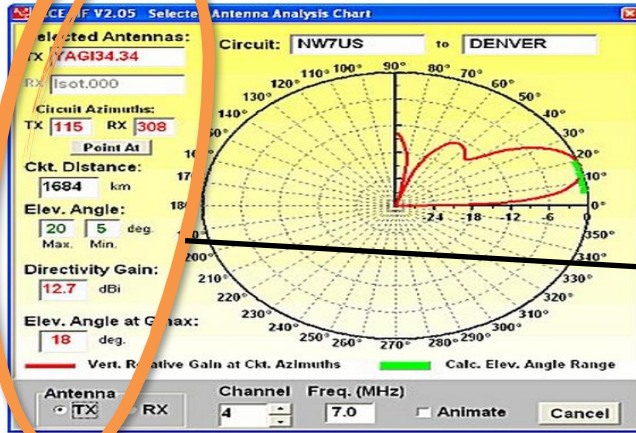 ACE-HF V2.05 Selected Antenna Analysis Chart
Selected Antennas:
TX YAGI34.34
RX Isot.000
Circuit: NW7US to DENVER
Circuit Azimuths:
TX 115 RX 308
Point At
Ckt. Distance:
1684 km
Elev. Angle:
20 5 deg.
Max. Min.
Directivity Gain:
12.7 dBi
Elev. Angle at Gmax:
18 deg.
90°
110° 100° 80° 70°
120° 60°
130° 50°
140° 40°
30°
20°
10°
-24 -18 -12 -6 0
0°
350°
200° 340°
210° 330°
220° 320°
230° 310°
240° 300°
250° 260° 270° 280° 290°
Vert. Relative Gain at Ckt. Azimuths
Calc. Elev. Angle Range
Antenna
TX RX
Channel
4
Freq. (MHz)
7.0
Animate
Cancel